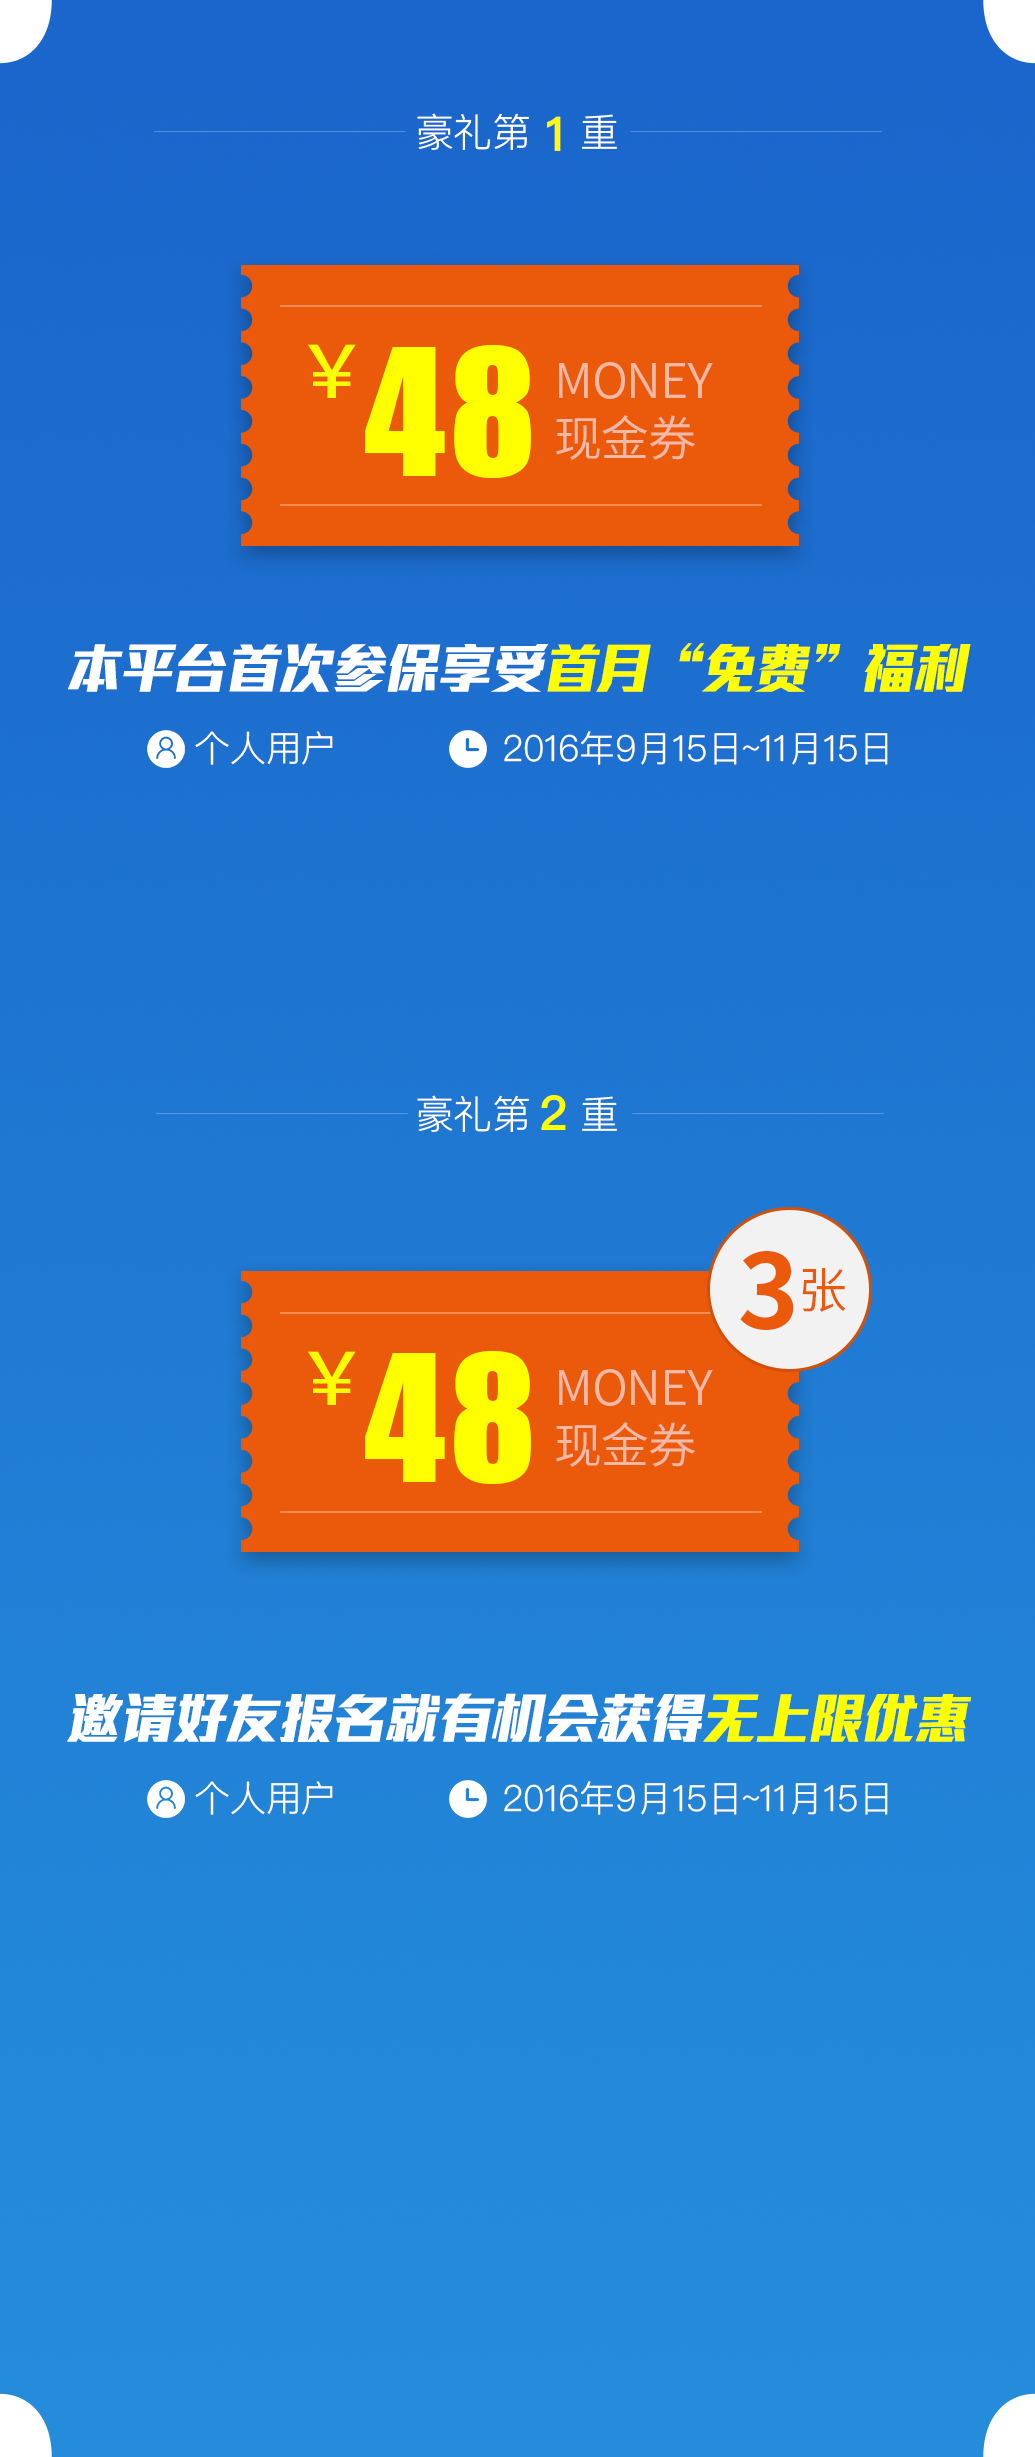 豪礼第 1 重
¥48 MONEY
现金券
本平台首次参保享受首月“免费”福利
个人用户 2016年9月15日~11月15日
豪礼第 2 重
3张
¥48 MONEY
现金券
邀请好友报名就有机会获得无上限优惠
个人用户 2016年9月15日~11月15日